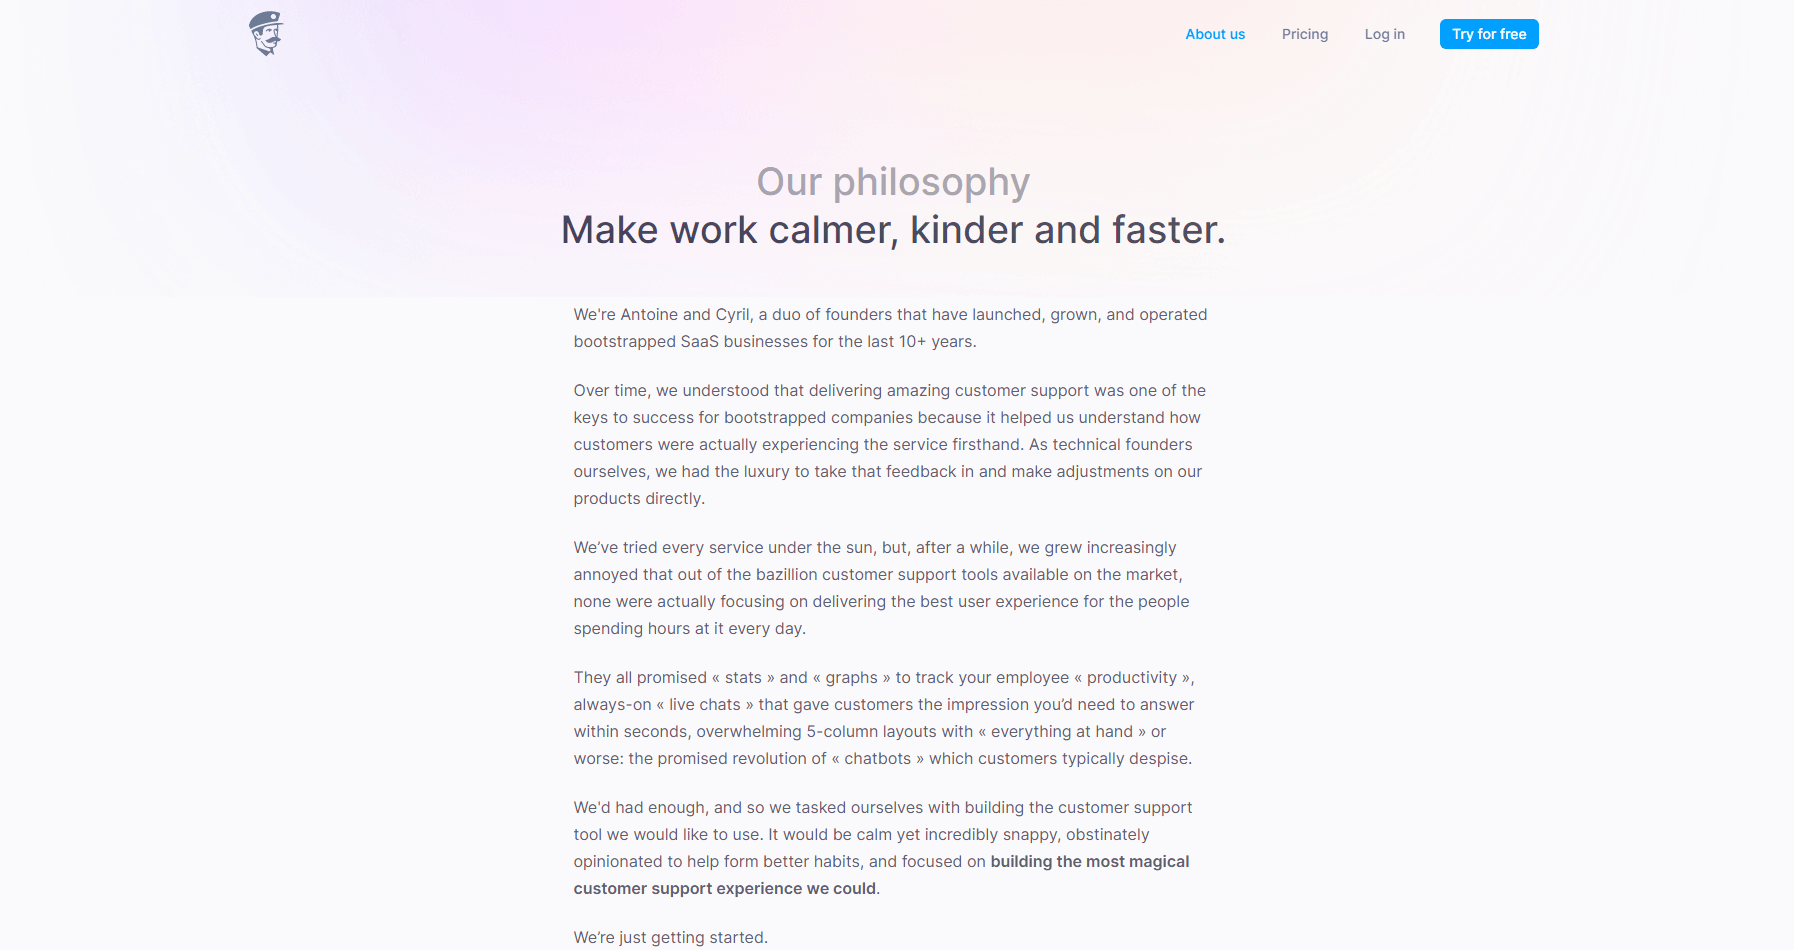 About us
Pricing
Log in
Try for free
Our philosophy
Make work calmer, kinder and faster.
We're Antoine and Cyril, a duo of founders that have launched, grown, and operated
bootstrapped SaaS businesses for the last 10+ years.
Over time, we understood that delivering amazing customer support was one of the
keys to success for bootstrapped companies because it helped us understand how
customers were actually experiencing the service firsthand. As technical founders
ourselves, we had the luxury to take that feedback in and make adjustments on our
products directly.
We’ve tried every service under the sun, but, after a while, we grew increasingly
annoyed that out of the bazillion customer support tools available on the market,
none were actually focusing on delivering the best user experience for the people
spending hours at it every day.
They all promised « stats » and « graphs » to track your employee « productivity »,
always-on « live chats » that gave customers the impression you’d need to answer
within seconds, overwhelming 5-column layouts with « everything at hand » or
worse: the promised revolution of « chatbots » which customers typically despise.
We'd had enough, and so we tasked ourselves with building the customer support
tool we would like to use. It would be calm yet incredibly snappy, obstinately
opinionated to help form better habits, and focused on building the most magical
customer support experience we could.
We’re just getting started.